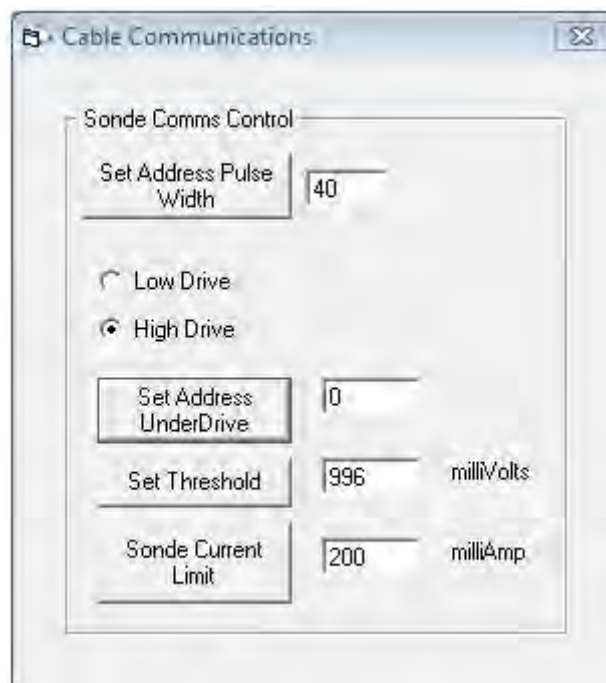 Cable Communications
Sonde Comms Control
Set Address Pulse
Width
40
Low Drive
High Drive
Set Address
UnderDrive
0
Set Threshold
996
milliVolts
Sonde Current
Limit
200
milliAmp